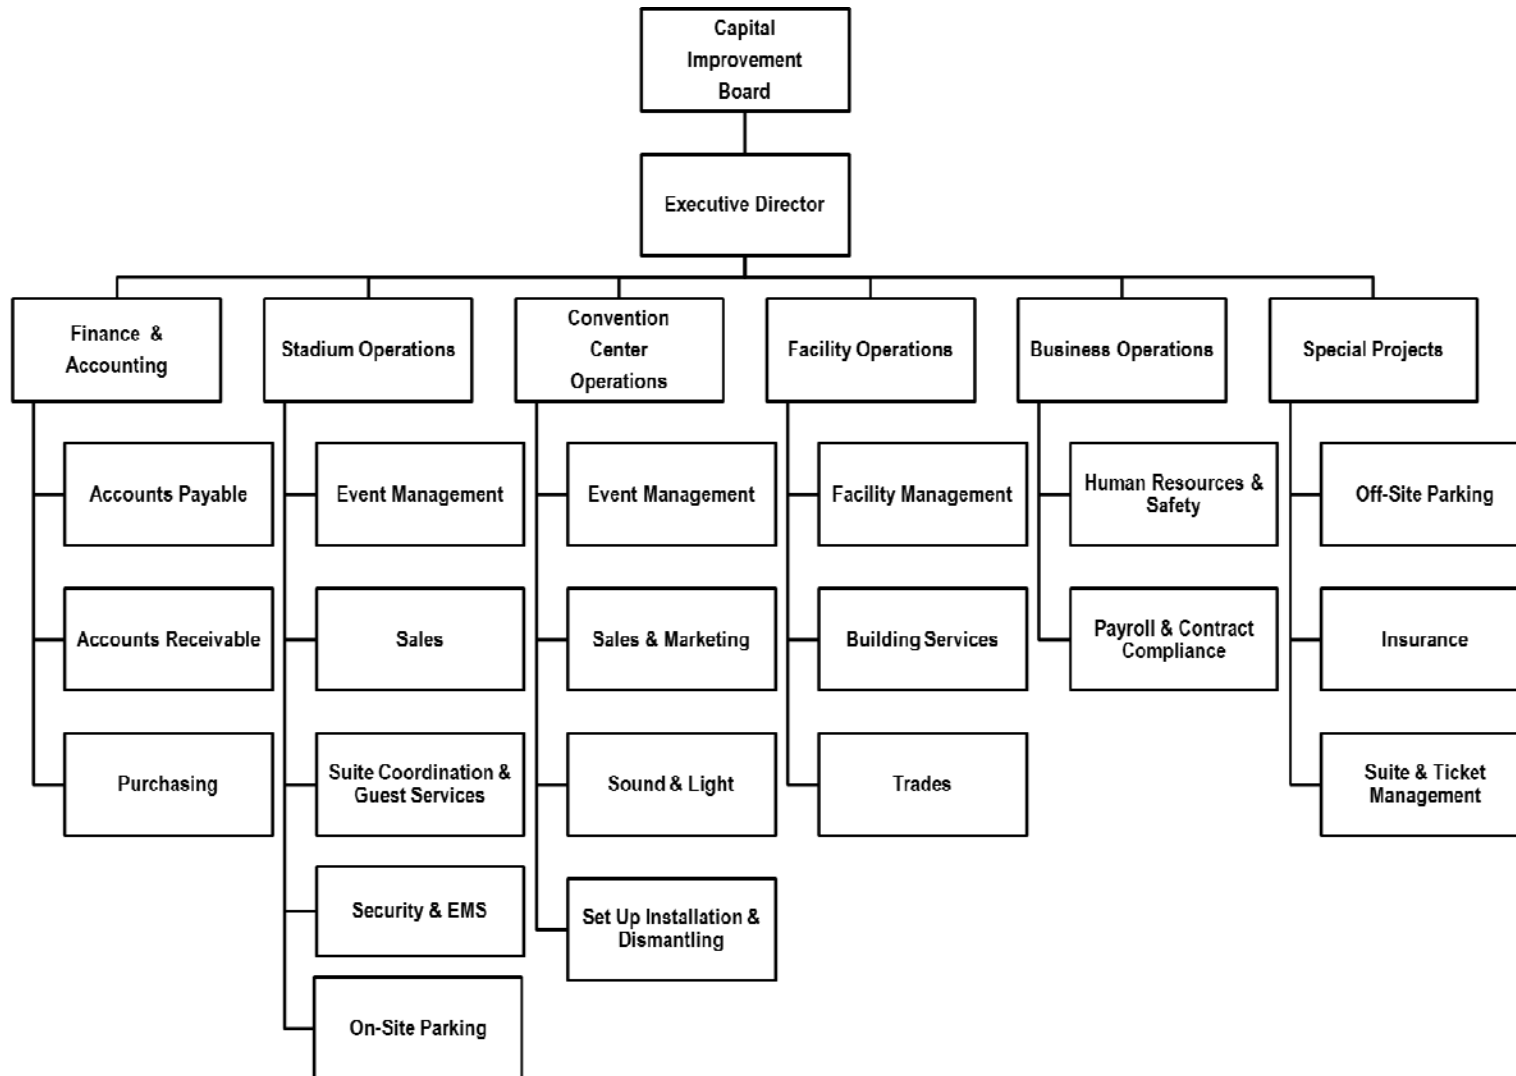 Capital
Improvement
Board
Executive Director
Finance &
Accounting
Stadium Operations
Convention
Center
Operations
Facility Operations
Business Operations
Special Projects
Accounts Payable
Event Management
Event Management
Facility Management
Human Resources &
Safety
Off-Site Parking
Accounts Receivable
Sales
Sales & Marketing
Building Services
Payroll & Contract
Compliance
Insurance
Purchasing
Suite Coordination &
Guest Services
Sound & Light
Trades
Suite & Ticket
Management
Security & EMS
Set Up Installation &
Dismantling
On-Site Parking